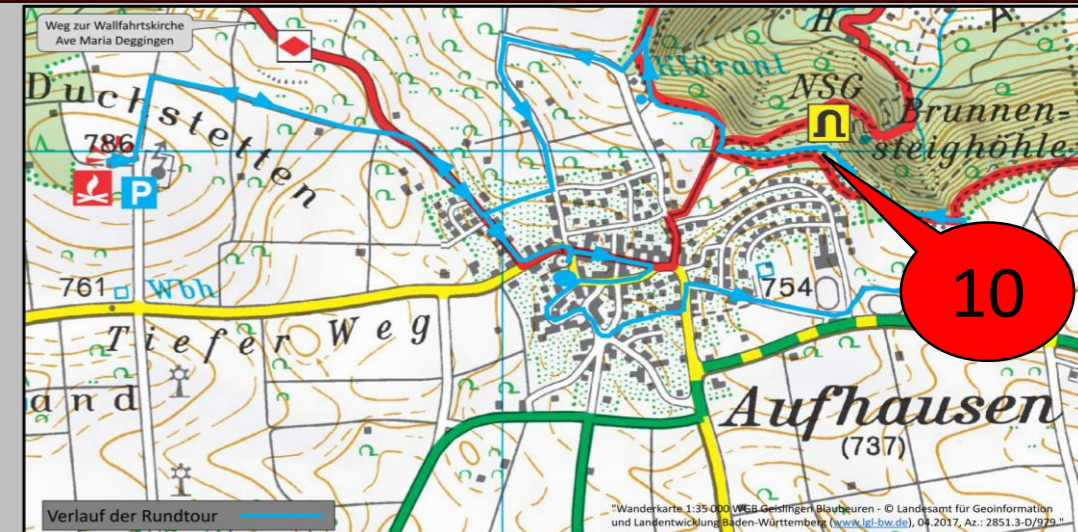 Weg zur Wallfahrtskirche
Ave Maria Deggingen
H
Kläranl
NSG
Duchstetten
Brunnen-
steighöhle
786
P
10
761
Wbh
754
Tiefer Weg
and
Aufhausen
(737)
Verlauf der Rundtour
"Wanderkarte 1:35 000 WGB Geislingen Blaubeuren - © Landesamt für Geoinformation
und Landentwicklung Baden-Württemberg (www.lgl-bw.de), 04.2017, Az.: 2851.3-D/979."